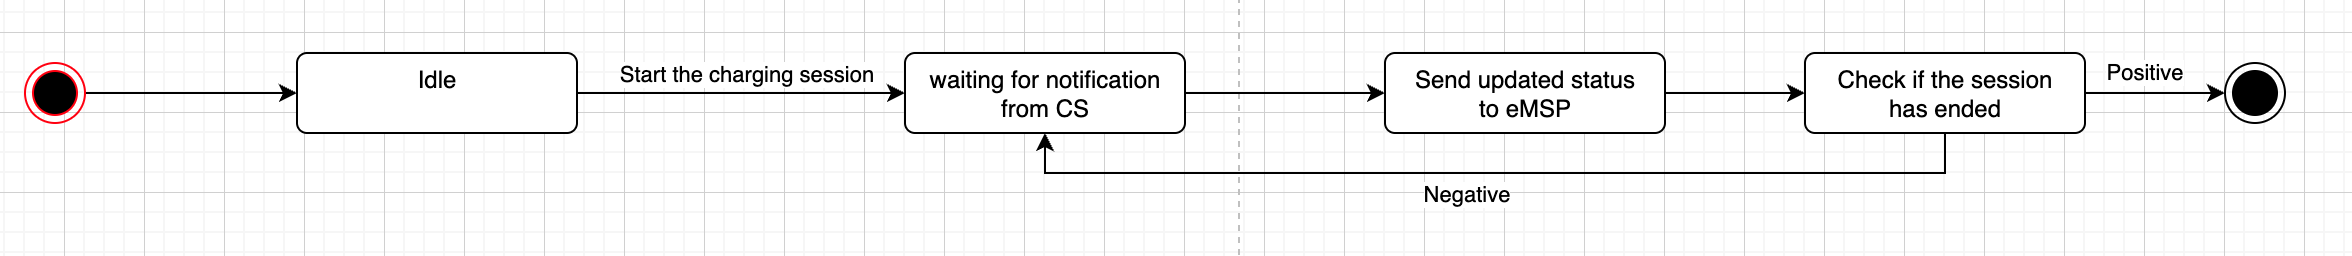 Idle
Start the charging session
waiting for notification
from CS
Send updated status
to eMSP
Check if the session
has ended
Positive
Negative